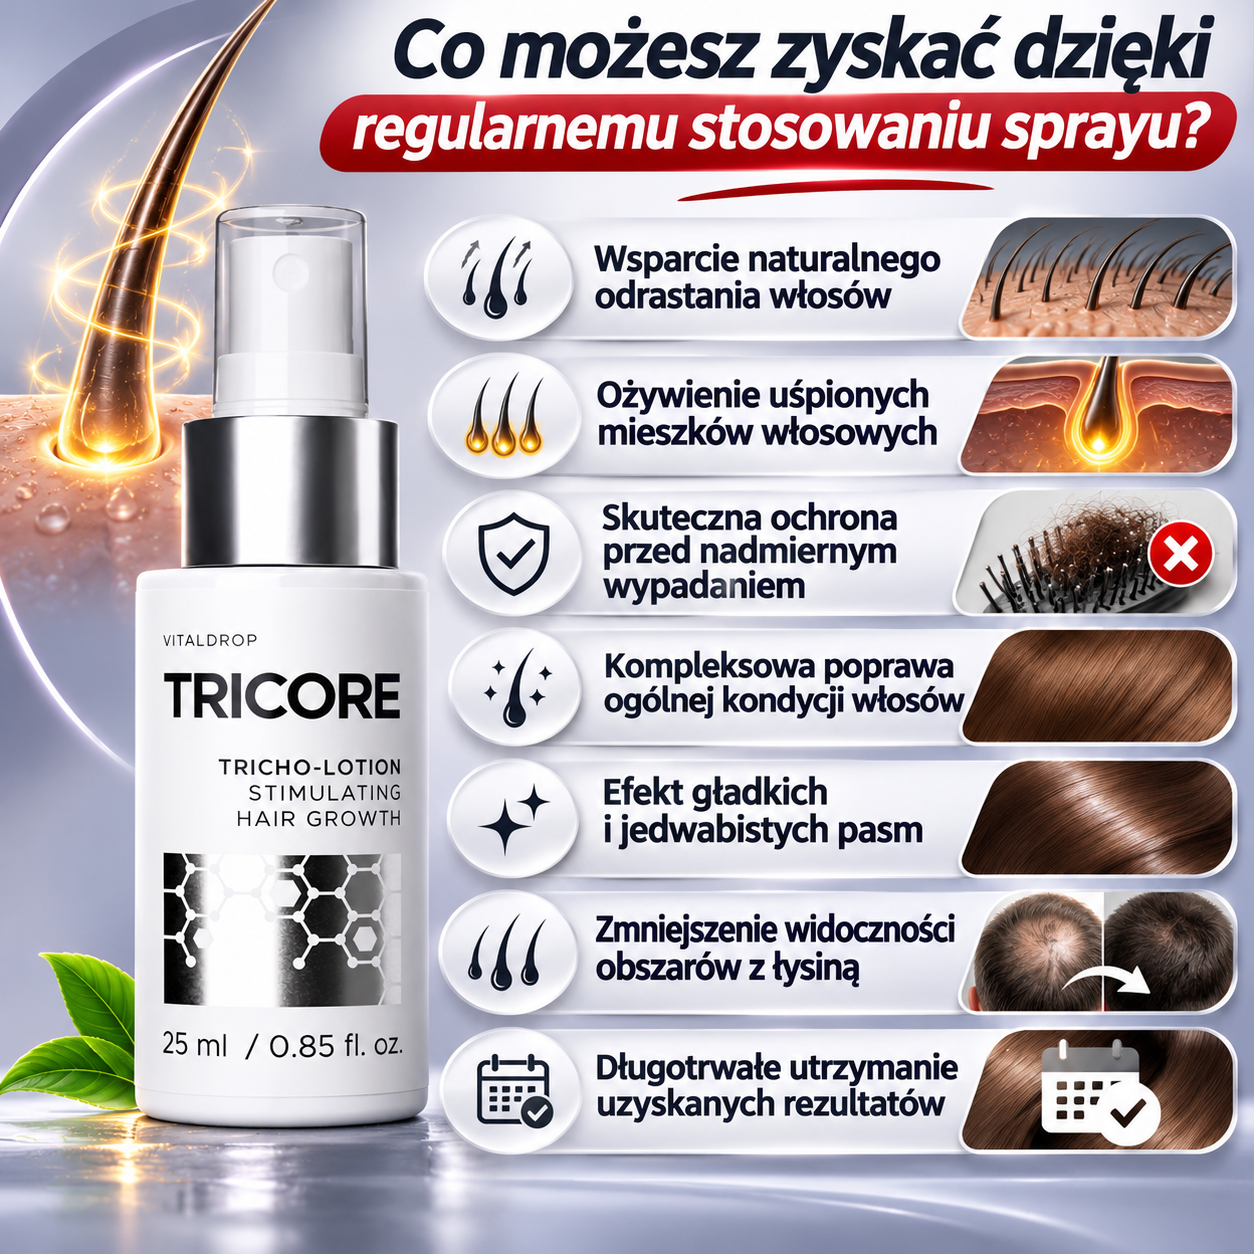 Co możesz zyskać dzięki
regularnemu stosowaniu sprayu?
Wsparcie naturalnego
odrastania włosów
Ożywienie uśpionych
mieszków włosowych
Skuteczna ochrona
przed nadmiernym
wypadaniem
Kompleksowa poprawa
ogólnej kondycji włosów
Efekt gładkich
i jedwabistych pasm
Zmniejszenie widoczności
obszarów z łysiną
Długotrwałe utrzymanie
uzyskanych rezultatów
VITALDROP
TRICORE
TRICHO-LOTION
STIMULATING
HAIR GROWTH
25 ml / 0.85 fl. oz.